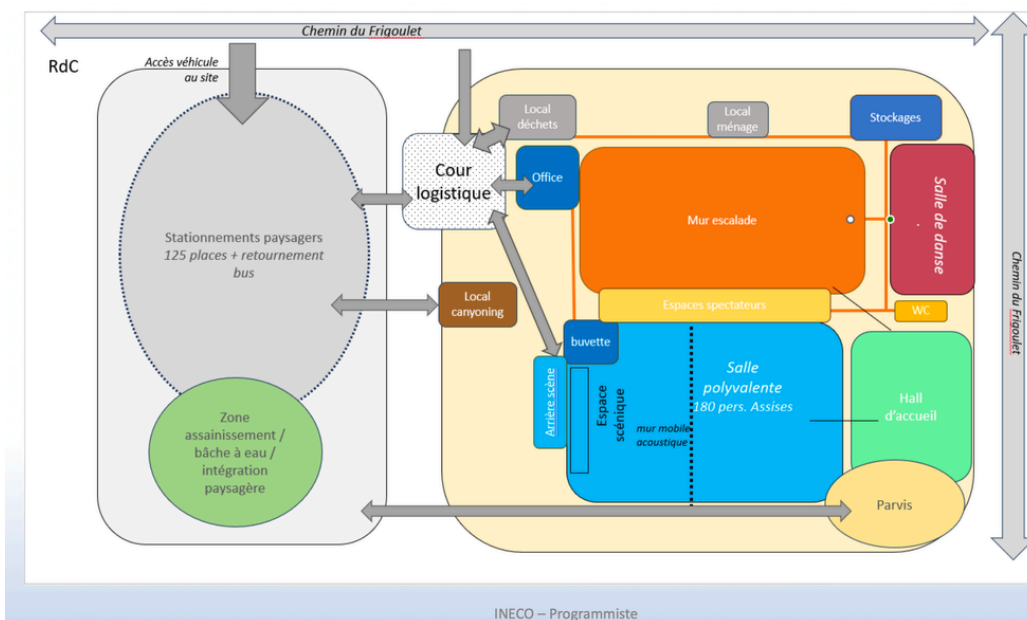 Chemin du Frigoulet
RdC
Accès véhicule
au site
Local
déchets
Local
ménage
Stockages
Cour
logistique
Office
Mur escalade
Salle de danse
.
Chemin du Frigoulet
Stationnements paysagers
125 places + retournement
bus
Local
canyoning
Espaces spectateurs
WC
buvette
Salle
polyvalente
180 pers. Assises
Arrière scène
Espace
scénique
mur mobile
acoustique
Hall
d'accueil
Zone
assainissement /
bâche à eau /
intégration
paysagère
Parvis
INECO – Programmiste